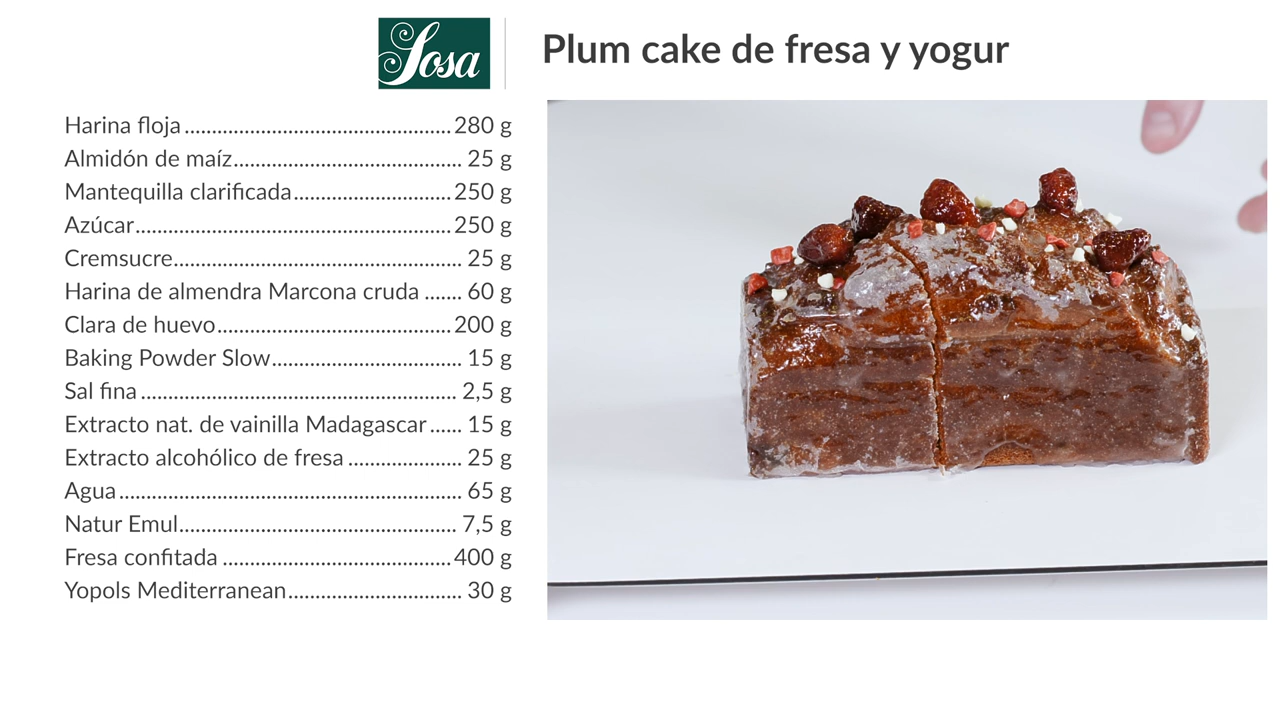 Sosa
Plum cake de fresa y yogur
Harina floja 280 g
Almidón de maíz 25 g
Mantequilla clarificada 250 g
Azúcar 250 g
Cremsucre 25 g
Harina de almendra Marcona cruda 60 g
Clara de huevo 200 g
Baking Powder Slow 15 g
Sal fina 2,5 g
Extracto nat. de vainilla Madagascar 15 g
Extracto alcohólico de fresa 25 g
Agua 65 g
Natur Emul 7,5 g
Fresa confitada 400 g
Yopols Mediterranean 30 g